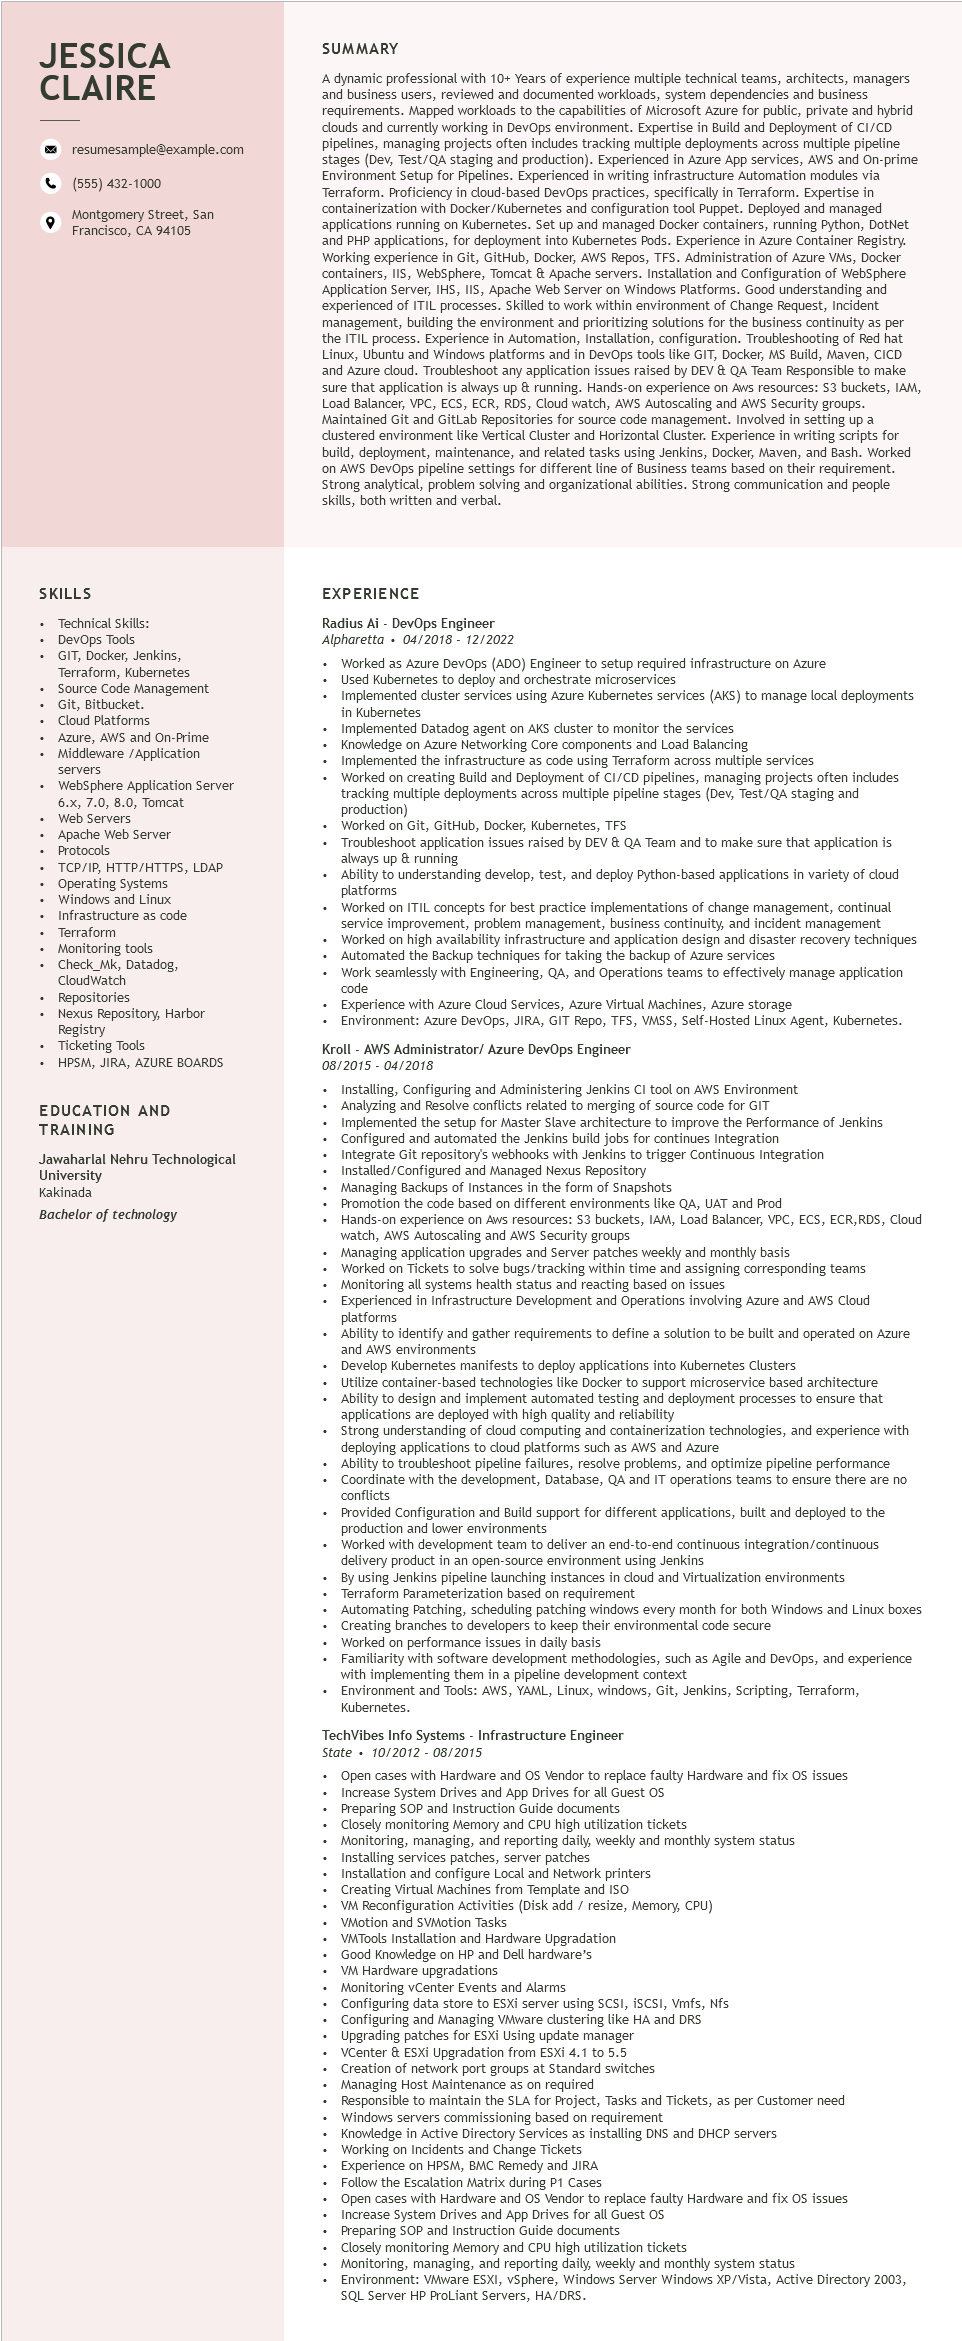 JESSICA
CLAIRE
resumesample@example.com
(555) 432-1000
Montgomery Street, San
Francisco, CA 94105
SUMMARY
A dynamic professional with 10+ Years of experience multiple technical teams, architects, managers
and business users, reviewed and documented workloads, system dependencies and business
requirements. Mapped workloads to the capabilities of Microsoft Azure for public, private and hybrid
clouds and currently working in DevOps environment. Expertise in Build and Deployment of CI/CD
pipelines, managing projects often includes tracking multiple deployments across multiple pipeline
stages (Dev, Test/QA staging and production). Experienced in Azure App services, AWS and On-prime
Environment Setup for Pipelines. Experienced in writing infrastructure Automation modules via
Terraform. Proficiency in cloud-based DevOps practices, specifically in Terraform. Expertise in
containerization with Docker/Kubernetes and configuration tool Puppet. Deployed and managed
applications running on Kubernetes. Set up and managed Docker containers, running Python, DotNet
and PHP applications, for deployment into Kubernetes Pods. Experience in Azure Container Registry.
Working experience in Git, GitHub, Docker, AWS Repos, TFS. Administration of Azure VMs, Docker
containers, IIS, WebSphere, Tomcat & Apache servers. Installation and Configuration of WebSphere
Application Server, IHS, IIS, Apache Web Server on Windows Platforms. Good understanding and
experienced of ITIL processes. Skilled to work within environment of Change Request, Incident
management, building the environment and prioritizing solutions for the business continuity as per
the ITIL process. Experience in Automation, Installation, configuration. Troubleshooting of Red hat
Linux, Ubuntu and Windows platforms and in DevOps tools like GIT, Docker, MS Build, Maven, CICD
and Azure cloud. Troubleshoot any application issues raised by DEV & QA Team Responsible to make
sure that application is always up & running. Hands-on experience on Aws resources: S3 buckets, IAM,
Load Balancer, VPC, ECS, ECR, RDS, Cloud watch, AWS Autoscaling and AWS Security groups.
Maintained Git and GitLab Repositories for source code management. Involved in setting up a
clustered environment like Vertical Cluster and Horizontal Cluster. Experience in writing scripts for
build, deployment, maintenance, and related tasks using Jenkins, Docker, Maven, and Bash. Worked
on AWS DevOps pipeline settings for different line of Business teams based on their requirement.
Strong analytical, problem solving and organizational abilities. Strong communication and people
skills, both written and verbal.
SKILLS
• Technical Skills:
• DevOps Tools
• GIT, Docker, Jenkins,
Terraform, Kubernetes
• Source Code Management
• Git, Bitbucket.
• Cloud Platforms
• Azure, AWS and On-Prime
• Middleware /Application
servers
• WebSphere Application Server
6.x, 7.0, 8.0, Tomcat
• Web Servers
• Apache Web Server
• Protocols
• TCP/IP, HTTP/HTTPS, LDAP
• Operating Systems
• Windows and Linux
• Infrastructure as code
• Terraform
• Monitoring tools
• Check_Mk, Datadog,
CloudWatch
• Repositories
• Nexus Repository, Harbor
Registry
• Ticketing Tools
• HPSM, JIRA, AZURE BOARDS
EDUCATION AND
TRAINING
Jawaharlal Nehru Technological
University
Kakinada
Bachelor of technology
EXPERIENCE
Radius Ai - DevOps Engineer
Alpharetta • 04/2018 - 12/2022
• Worked as Azure DevOps (ADO) Engineer to setup required infrastructure on Azure
• Used Kubernetes to deploy and orchestrate microservices
• Implemented cluster services using Azure Kubernetes services (AKS) to manage local deployments
in Kubernetes
• Implemented Datadog agent on AKS cluster to monitor the services
• Knowledge on Azure Networking Core components and Load Balancing
• Implemented the infrastructure as code using Terraform across multiple services
• Worked on creating Build and Deployment of CI/CD pipelines, managing projects often includes
tracking multiple deployments across multiple pipeline stages (Dev, Test/QA staging and
production)
• Worked on Git, GitHub, Docker, Kubernetes, TFS
• Troubleshoot application issues raised by DEV & QA Team and to make sure that application is
always up & running
• Ability to understanding develop, test, and deploy Python-based applications in variety of cloud
platforms
• Worked on ITIL concepts for best practice implementations of change management, continual
service improvement, problem management, business continuity, and incident management
• Worked on high availability infrastructure and application design and disaster recovery techniques
• Automated the Backup techniques for taking the backup of Azure services
• Work seamlessly with Engineering, QA, and Operations teams to effectively manage application
code
• Experience with Azure Cloud Services, Azure Virtual Machines, Azure storage
• Environment: Azure DevOps, JIRA, GIT Repo, TFS, VMSS, Self-Hosted Linux Agent, Kubernetes.
Kroll - AWS Administrator/ Azure DevOps Engineer
08/2015 - 04/2018
• Installing, Configuring and Administering Jenkins CI tool on AWS Environment
• Analyzing and Resolve conflicts related to merging of source code for GIT
• Implemented the setup for Master Slave architecture to improve the Performance of Jenkins
• Configured and automated the Jenkins build jobs for continues Integration
• Integrate Git repository's webhooks with Jenkins to trigger Continuous Integration
• Installed/Configured and Managed Nexus Repository
• Managing Backups of Instances in the form of Snapshots
• Promotion the code based on different environments like QA, UAT and Prod
• Hands-on experience on Aws resources: S3 buckets, IAM, Load Balancer, VPC, ECS, ECR,RDS, Cloud
watch, AWS Autoscaling and AWS Security groups
• Managing application upgrades and Server patches weekly and monthly basis
• Worked on Tickets to solve bugs/tracking within time and assigning corresponding teams
• Monitoring all systems health status and reacting based on issues
• Experienced in Infrastructure Development and Operations involving Azure and AWS Cloud
platforms
• Ability to identify and gather requirements to define a solution to be built and operated on Azure
and AWS environments
• Develop Kubernetes manifests to deploy applications into Kubernetes Clusters
• Utilize container-based technologies like Docker to support microservice based architecture
• Ability to design and implement automated testing and deployment processes to ensure that
applications are deployed with high quality and reliability
• Strong understanding of cloud computing and containerization technologies, and experience with
deploying applications to cloud platforms such as AWS and Azure
• Ability to troubleshoot pipeline failures, resolve problems, and optimize pipeline performance
• Coordinate with the development, Database, QA and IT operations teams to ensure there are no
conflicts
• Provided Configuration and Build support for different applications, built and deployed to the
production and lower environments
• Worked with development team to deliver an end-to-end continuous integration/continuous
delivery product in an open-source environment using Jenkins
• By using Jenkins pipeline launching instances in cloud and Virtualization environments
• Terraform Parameterization based on requirement
• Automating Patching, scheduling patching windows every month for both Windows and Linux boxes
• Creating branches to developers to keep their environmental code secure
• Worked on performance issues in daily basis
• Familiarity with software development methodologies, such as Agile and DevOps, and experience
with implementing them in a pipeline development context
• Environment and Tools: AWS, YAML, Linux, windows, Git, Jenkins, Scripting, Terraform,
Kubernetes.
TechVibes Info Systems - Infrastructure Engineer
State • 10/2012 - 08/2015
• Open cases with Hardware and OS Vendor to replace faulty Hardware and fix OS issues
• Increase System Drives and App Drives for all Guest OS
• Preparing SOP and Instruction Guide documents
• Closely monitoring Memory and CPU high utilization tickets
• Monitoring, managing, and reporting daily, weekly and monthly system status
• Installing services patches, server patches
• Installation and configure Local and Network printers
• Creating Virtual Machines from Template and ISO
• VM Reconfiguration Activities (Disk add / resize, Memory, CPU)
• VMotion and SVMotion Tasks
• VMTools Installation and Hardware Upgradation
• Good Knowledge on HP and Dell hardware's
• VM Hardware upgradations
• Monitoring vCenter Events and Alarms
• Configuring data store to ESXi server using SCSI, iSCSI, Vmfs, Nfs
• Configuring and Managing VMware clustering like HA and DRS
• Upgrading patches for ESXi Using update manager
• VCenter & ESXi Upgradation from ESXi 4.1 to 5.5
• Creation of network port groups at Standard switches
• Managing Host Maintenance as on required
• Responsible to maintain the SLA for Project, Tasks and Tickets, as per Customer need
• Windows servers commissioning based on requirement
• Knowledge in Active Directory Services as installing DNS and DHCP servers
• Working on Incidents and Change Tickets
• Experience on HPSM, BMC Remedy and JIRA
• Follow the Escalation Matrix during P1 Cases
• Open cases with Hardware and OS Vendor to replace faulty Hardware and fix OS issues
• Increase System Drives and App Drives for all Guest OS
• Preparing SOP and Instruction Guide documents
• Closely monitoring Memory and CPU high utilization tickets
• Monitoring, managing, and reporting daily, weekly and monthly system status
• Environment: VMware ESXI, vSphere, Windows Server Windows XP/Vista, Active Directory 2003,
SQL Server HP ProLiant Servers, HA/DRS.